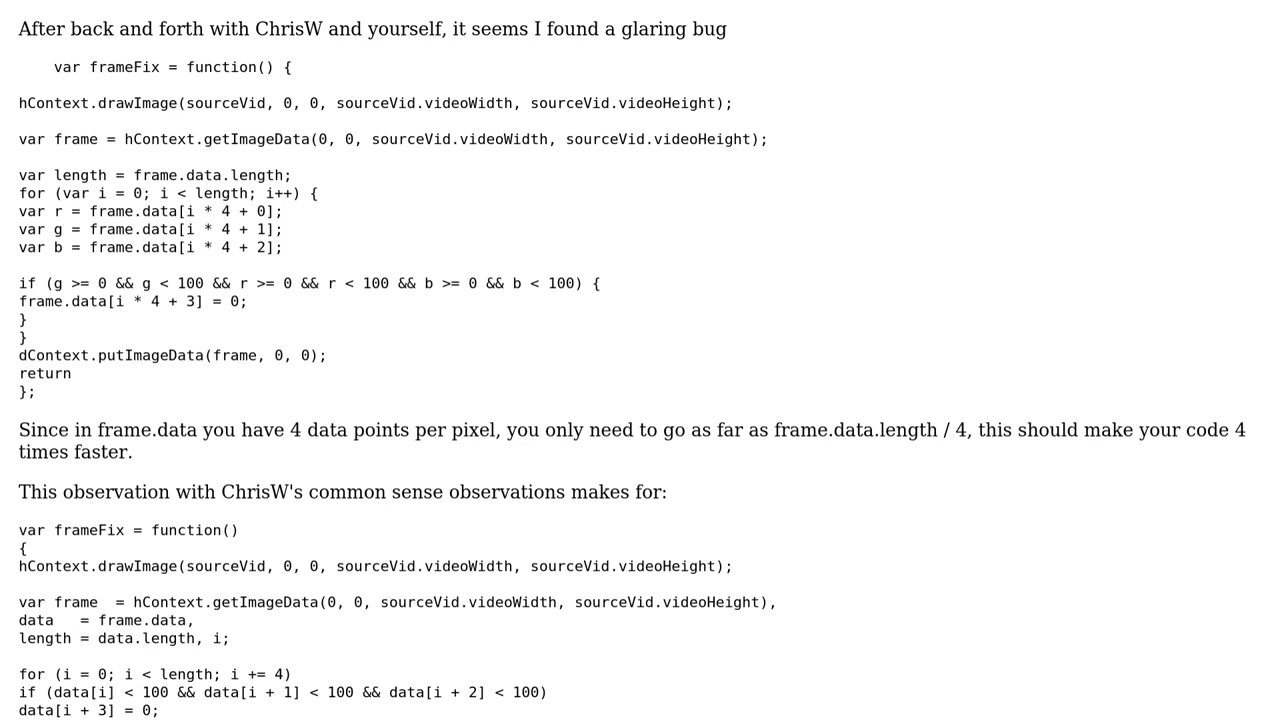 After back and forth with ChrisW and yourself, it seems I found a glaring bug
    var frameFix = function() {
hContext.drawImage(sourceVid, 0, 0, sourceVid.videoWidth, sourceVid.videoHeight);
var frame = hContext.getImageData(0, 0, sourceVid.videoWidth, sourceVid.videoHeight);
var length = frame.data.length;
for (var i = 0; i < length; i++) {
var r = frame.data[i * 4 + 0];
var g = frame.data[i * 4 + 1];
var b = frame.data[i * 4 + 2];
if (g >= 0 && g < 100 && r >= 0 && r < 100 && b >= 0 && b < 100) {
frame.data[i * 4 + 3] = 0;
}
}
dContext.putImageData(frame, 0, 0);
return
};
Since in frame.data you have 4 data points per pixel, you only need to go as far as frame.data.length / 4, this should make your code 4
times faster.
This observation with ChrisW's common sense observations makes for:
var frameFix = function()
{
hContext.drawImage(sourceVid, 0, 0, sourceVid.videoWidth, sourceVid.videoHeight);
var frame  = hContext.getImageData(0, 0, sourceVid.videoWidth, sourceVid.videoHeight),
data   = frame.data,
length = data.length, i;
for (i = 0; i < length; i += 4)
if (data[i] < 100 && data[i + 1] < 100 && data[i + 2] < 100)
data[i + 3] = 0;